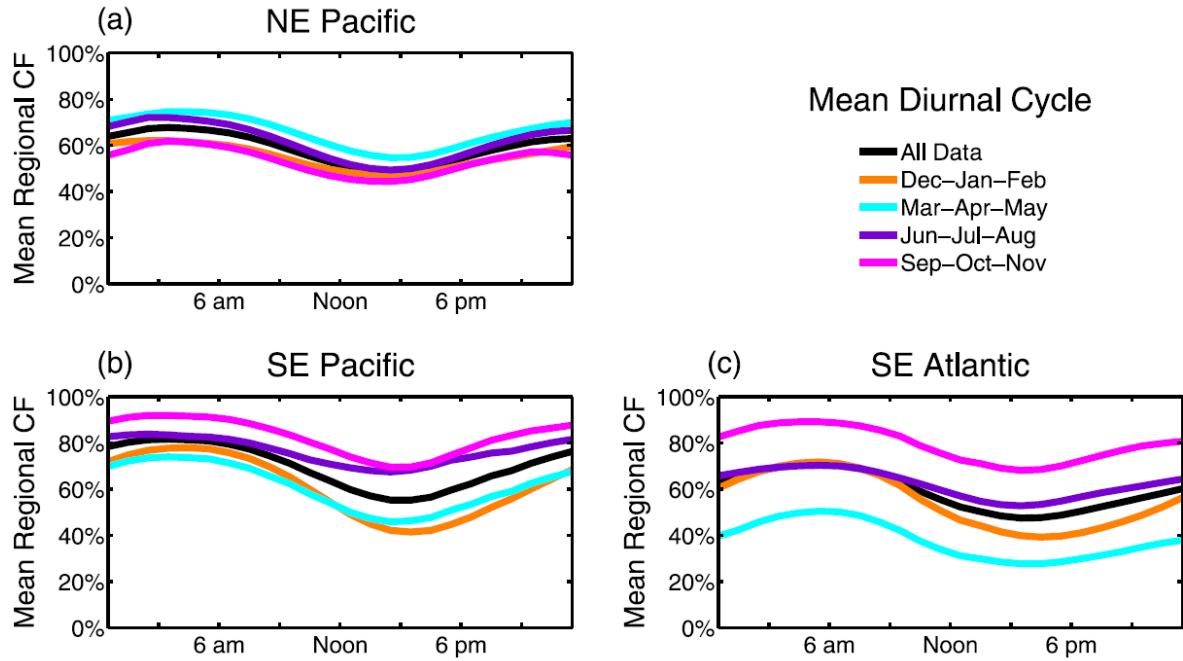 (a) NE Pacific
Mean Regional CF
100%
80%
60%
40%
20%
0%
6 am Noon 6 pm
Mean Diurnal Cycle
All Data
Dec–Jan–Feb
Mar–Apr–May
Jun–Jul–Aug
Sep–Oct–Nov
(b) SE Pacific
Mean Regional CF
100%
80%
60%
40%
20%
0%
6 am Noon 6 pm
(c) SE Atlantic
Mean Regional CF
100%
80%
60%
40%
20%
0%
6 am Noon 6 pm